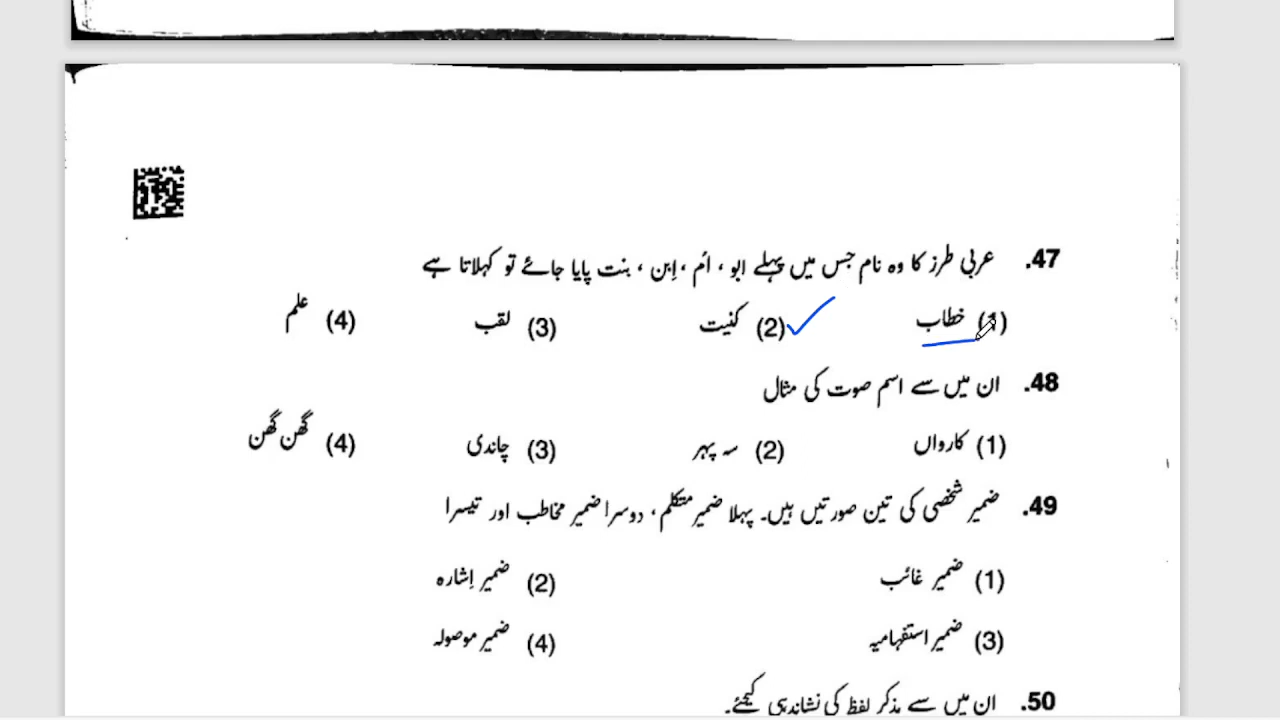 47. عربی طرز کا وہ نام جس میں پہلے ابو ، اُم ، اِبن ، بنت پایا جائے تو کہلاتا ہے
(1) خطاب (2) کنیت (3) لقب (4) علم
48. ان میں سے اسم صوت کی مثال
(1) کارواں (2) سہ پہر (3) چاندی (4) گھن گھن
49. ضمیر شخصی کی تین صورتیں ہیں۔ پہلا ضمیر متکلم ، دوسرا ضمیر مخاطب اور تیسرا
(1) ضمیر غائب (2) ضمیر اِشارہ
(3) ضمیر استفہامیہ (4) ضمیر موصولہ
50. ان میں سے مذکر لفظ کی نشاندہی کیجئے۔